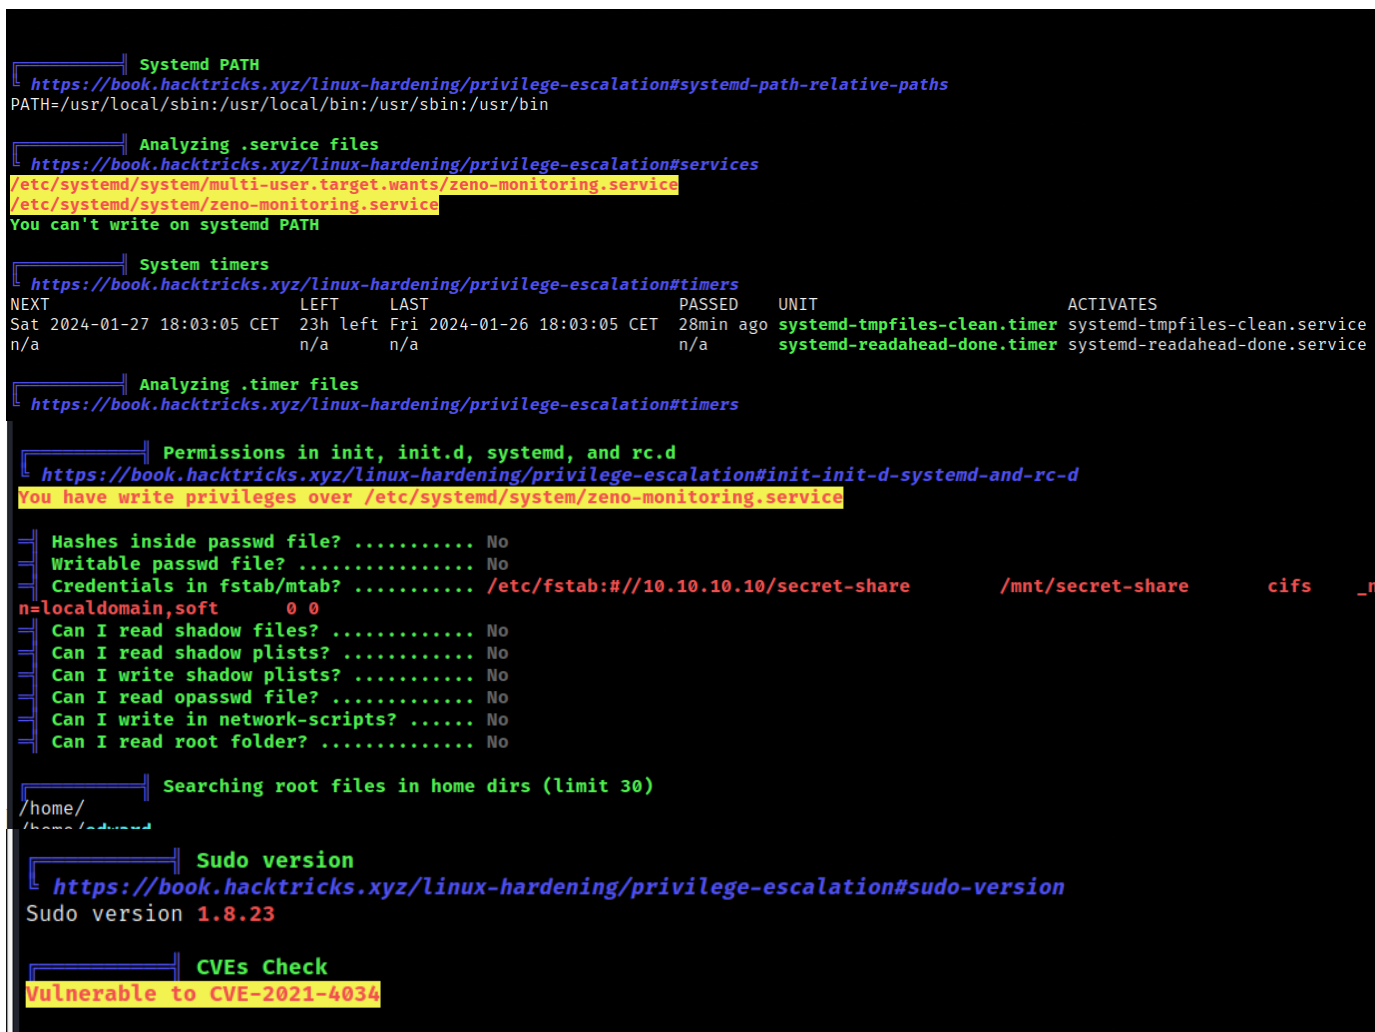 Systemd PATH
https://book.hacktricks.xyz/linux-hardening/privilege-escalation#systemd-path-relative-paths
PATH=/usr/local/sbin:/usr/local/bin:/usr/sbin:/usr/bin
Analyzing .service files
https://book.hacktricks.xyz/linux-hardening/privilege-escalation#services
/etc/systemd/system/multi-user.target.wants/zeno-monitoring.service
/etc/systemd/system/zeno-monitoring.service
You can't write on systemd PATH
System timers
https://book.hacktricks.xyz/linux-hardening/privilege-escalation#timers
NEXT LEFT LAST PASSED UNIT ACTIVATES
Sat 2024-01-27 18:03:05 CET 23h left Fri 2024-01-26 18:03:05 CET 28min ago systemd-tmpfiles-clean.timer systemd-tmpfiles-clean.service
n/a n/a n/a n/a systemd-readahead-done.timer systemd-readahead-done.service
Analyzing .timer files
https://book.hacktricks.xyz/linux-hardening/privilege-escalation#timers
Permissions in init, init.d, systemd, and rc.d
https://book.hacktricks.xyz/linux-hardening/privilege-escalation#init-init-d-systemd-and-rc-d
You have write privileges over /etc/systemd/system/zeno-monitoring.service
Hashes inside passwd file? ........... No
Writable passwd file? ................ No
Credentials in fstab/mtab? ........... /etc/fstab:#//10.10.10.10/secret-share /mnt/secret-share cifs _n
n=localdomain,soft 0 0
Can I read shadow files? ............. No
Can I read shadow plists? ............ No
Can I write shadow plists? ........... No
Can I read opasswd file? ............. No
Can I write in network-scripts? ...... No
Can I read root folder? .............. No
Searching root files in home dirs (limit 30)
/home/
/home/edward
Sudo version
https://book.hacktricks.xyz/linux-hardening/privilege-escalation#sudo-version
Sudo version 1.8.23
CVEs Check
Vulnerable to CVE-2021-4034